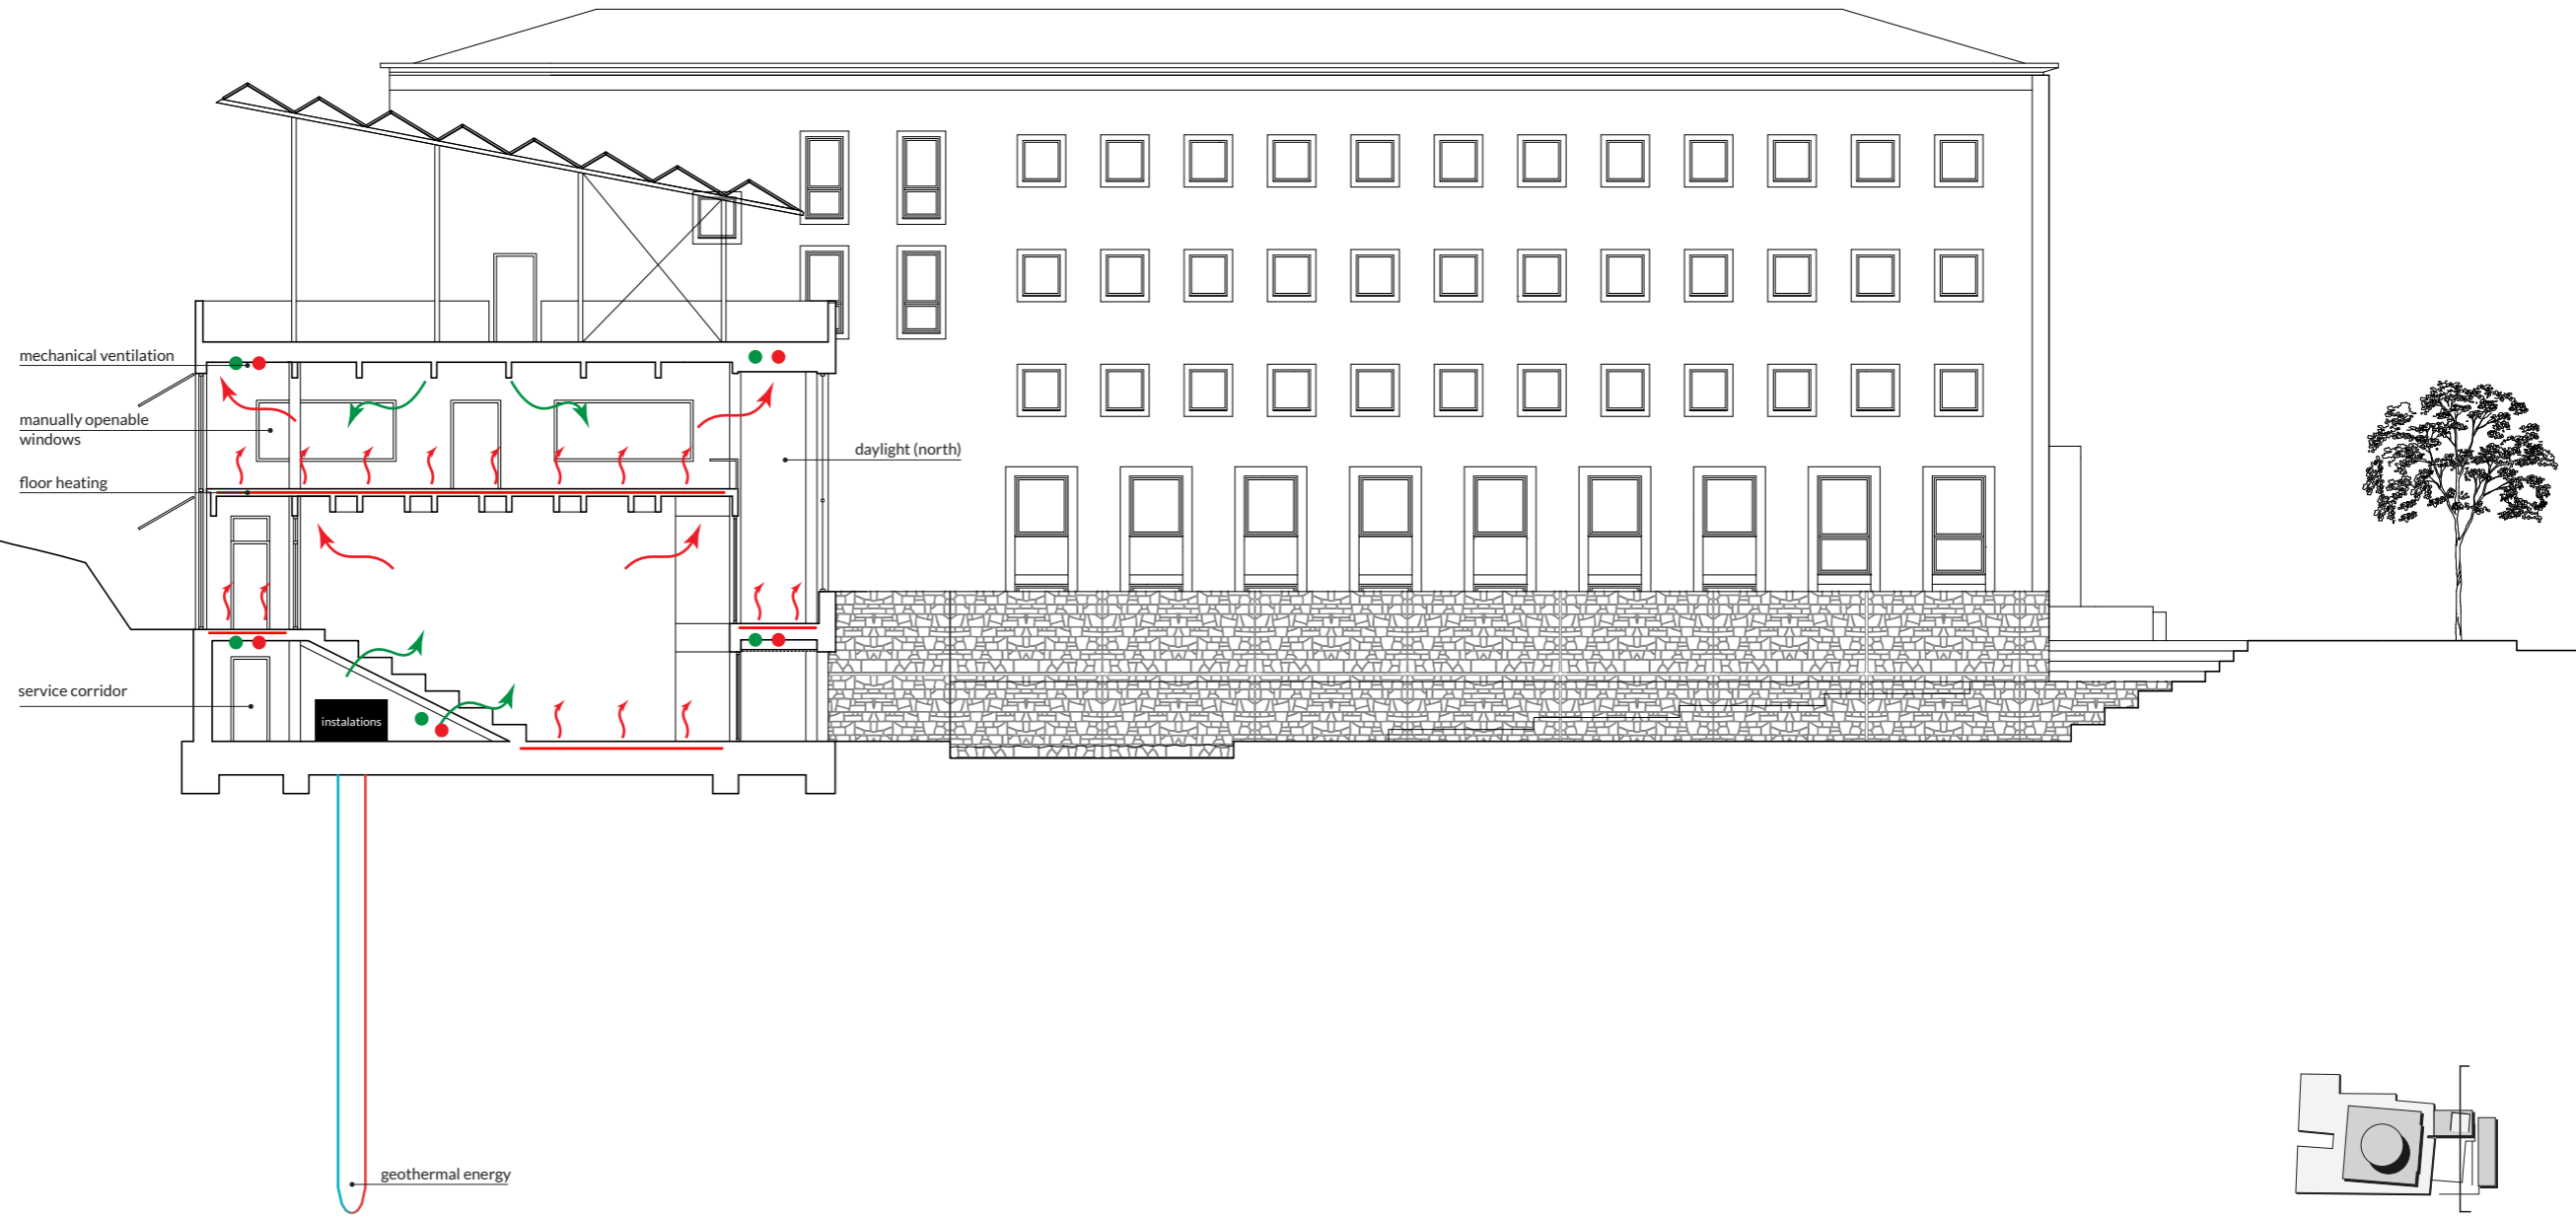 mechanical ventilation
manually openable
windows
floor heating
daylight (north)
service corridor
instalations
geothermal energy